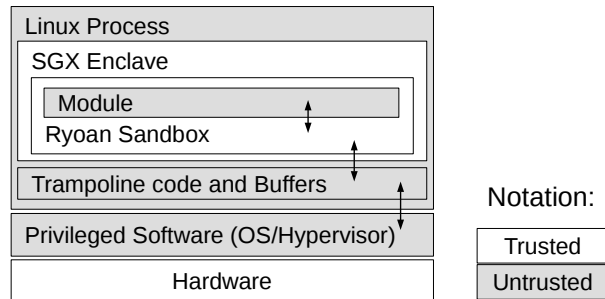 Linux Process
SGX Enclave
Module
Ryoan Sandbox
Trampoline code and Buffers
Privileged Software (OS/Hypervisor)
Hardware
Notation:
Trusted
Untrusted